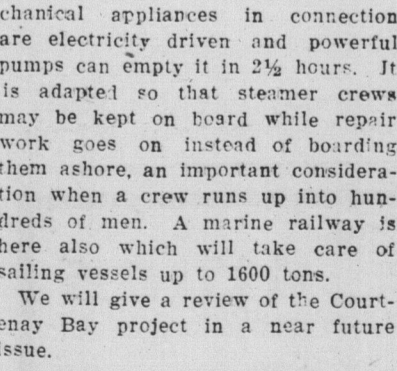 chanical appliances in connection
are electricity driven and powerful
pumps can empty it in 2½ hours. It
is adapted so that steamer crews
may be kept on board while repair
work goes on instead of boarding
them ashore, an important considera-
tion when a crew runs up into hun-
dreds of men. A marine railway is
here also which will take care of
sailing vessels up to 1600 tons.
We will give a review of the Court-
enay Bay project in a near future
issue.